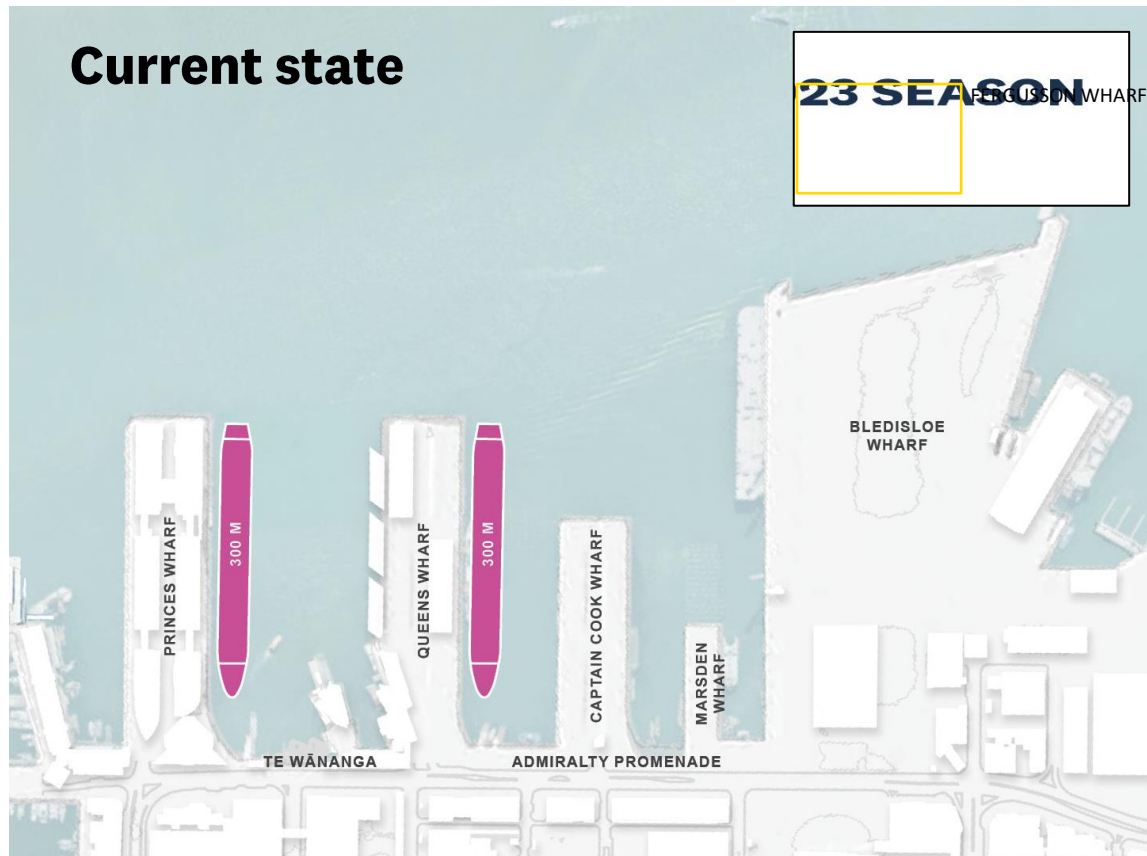 Current state
23 SEASON
FERGUSSON WHARF
BLEDISLOE
WHARF
PRINCES WHARF
300 M
QUEENS WHARF
300 M
CAPTAIN COOK WHARF
MARSDEN
WHARF
TE WĀNANGA
ADMIRALTY PROMENADE